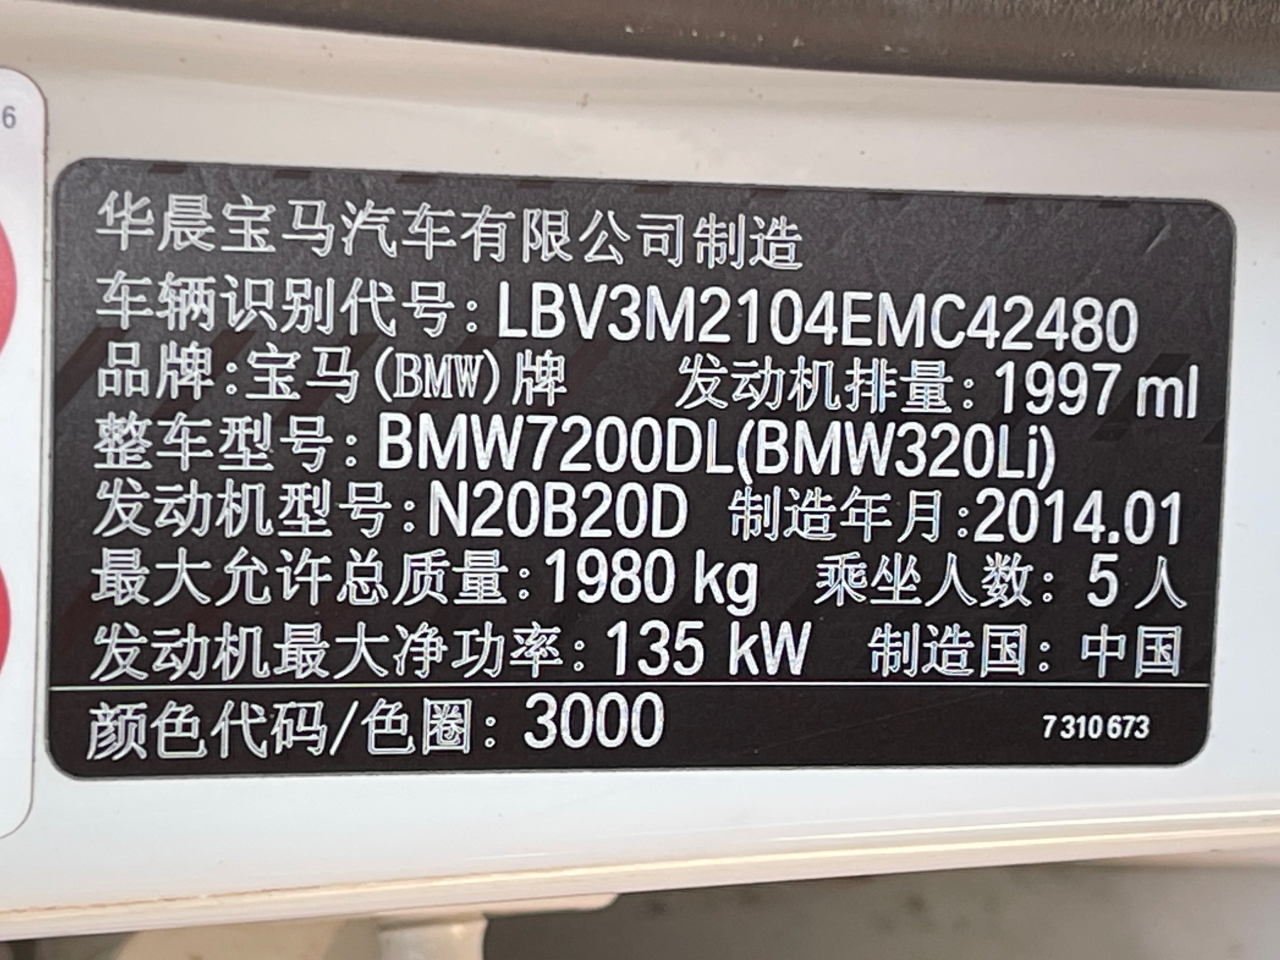 6
华晨宝马汽车有限公司制造
车辆识别代号: LBV3M2104EMC42480
品牌:宝马(BMW)牌 发动机排量: 1997 ml
整车型号: BMW7200DL(BMW320Li)
发动机型号:N20B20D 制造年月:2014.01
最大允许总质量:1980 kg 乘坐人数: 5 人
发动机最大净功率: 135 kW 制造国: 中国
颜色代码/色圈: 3000 7310673